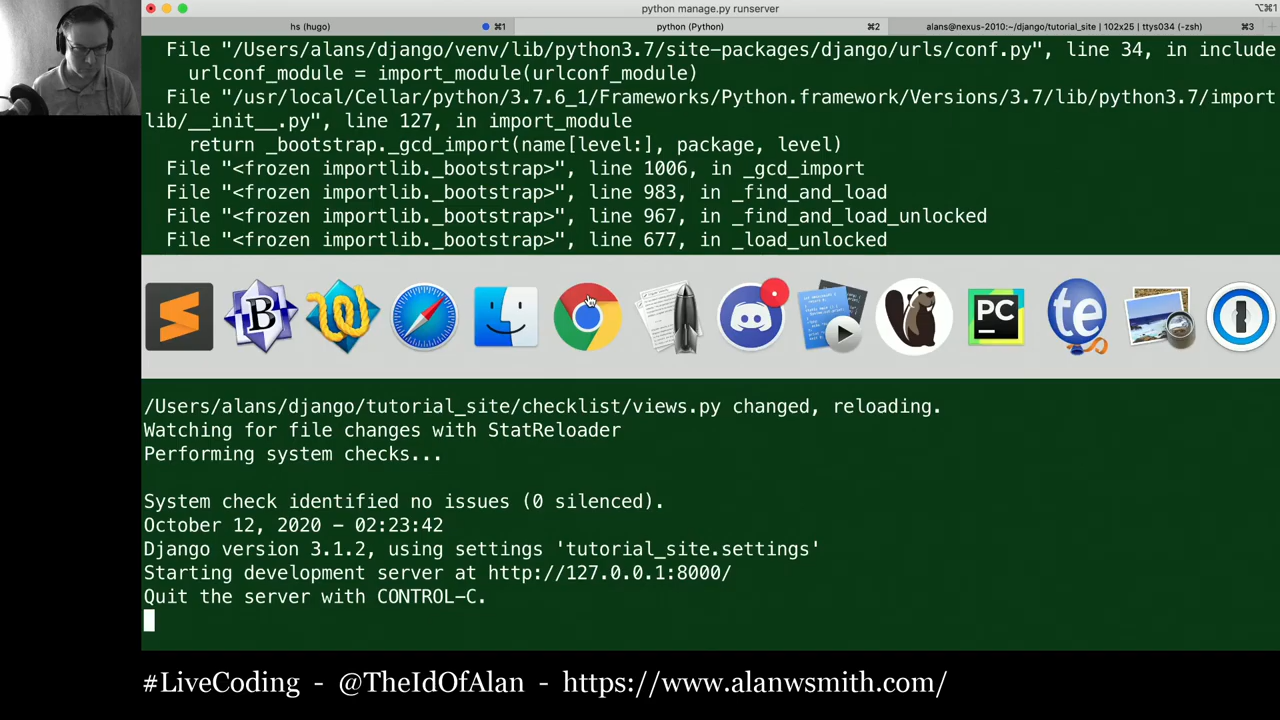 python manage.py runserver
⌥⌘1
hs (hugo)
⌘1
python (Python)
⌘2
alans@nexus-2010:~/django/tutorial_site | 102x25 | ttys034 (-zsh)
⌘3
File "/Users/alans/django/venv/lib/python3.7/site-packages/django/urls/conf.py", line 34, in include
urlconf_module = import_module(urlconf_module)
File "/usr/local/Cellar/python/3.7.6_1/Frameworks/Python.framework/Versions/3.7/lib/python3.7/import
lib/__init__.py", line 127, in import_module
return _bootstrap._gcd_import(name[level:], package, level)
File "<frozen importlib._bootstrap>", line 1006, in _gcd_import
File "<frozen importlib._bootstrap>", line 983, in _find_and_load
File "<frozen importlib._bootstrap>", line 967, in _find_and_load_unlocked
File "<frozen importlib._bootstrap>", line 677, in _load_unlocked
B
PC
te
/Users/alans/django/tutorial_site/checklist/views.py changed, reloading.
Watching for file changes with StatReloader
Performing system checks...
System check identified no issues (0 silenced).
October 12, 2020 - 02:23:42
Django version 3.1.2, using settings 'tutorial_site.settings'
Starting development server at http://127.0.0.1:8000/
Quit the server with CONTROL-C.
#LiveCoding - @TheIdOfAlan - https://www.alanwsmith.com/